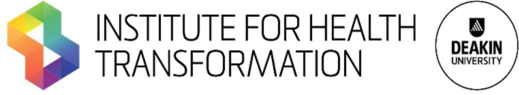 INSTITUTE FOR HEALTH
TRANSFORMATION
DEAKIN
UNIVERSITY